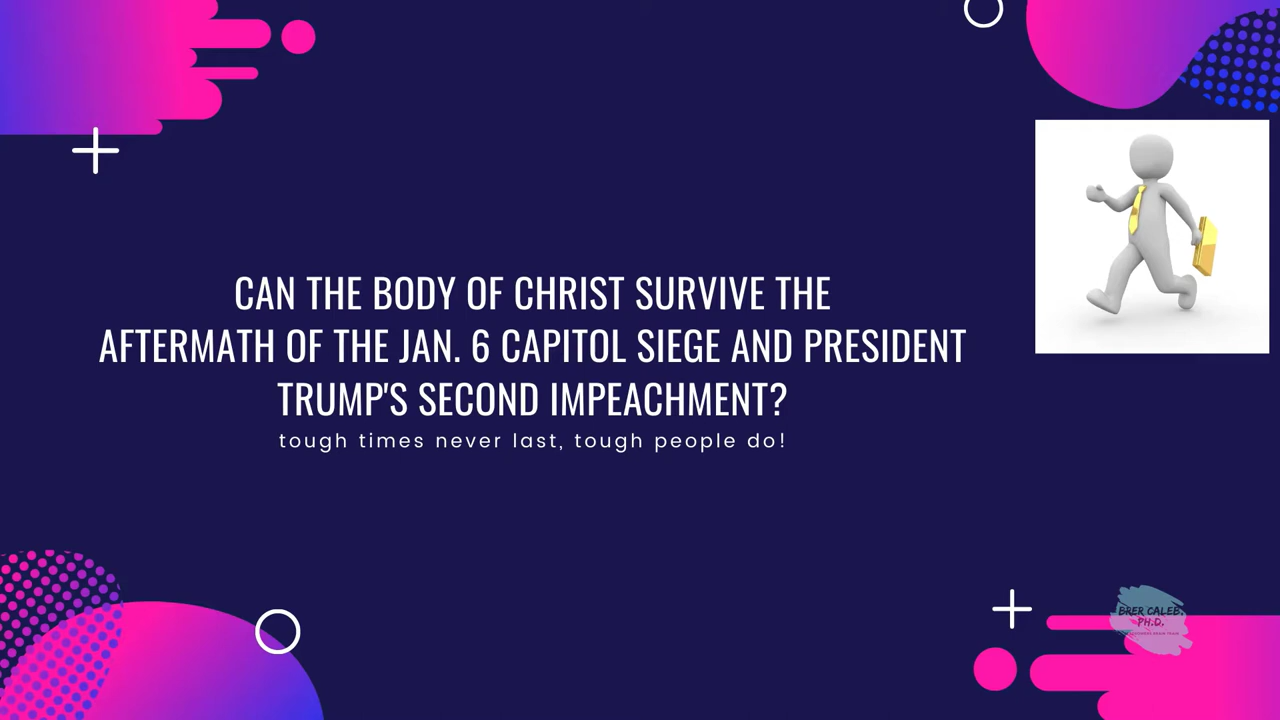 CAN THE BODY OF CHRIST SURVIVE THE
AFTERMATH OF THE JAN. 6 CAPITOL SIEGE AND PRESIDENT
TRUMP'S SECOND IMPEACHMENT?
tough times never last, tough people do!
BRER CALEB,
PH.D.